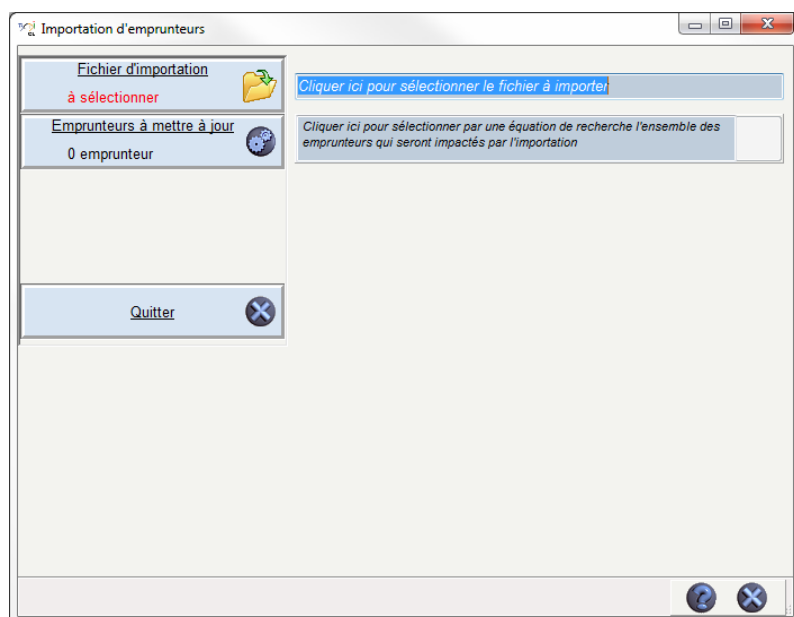 Importation d'emprunteurs
Fichier d'importation
à sélectionner
Cliquer ici pour sélectionner le fichier à importer
Emprunteurs à mettre à jour
0 emprunteur
Cliquer ici pour sélectionner par une équation de recherche l'ensemble des
emprunteurs qui seront impactés par l'importation
Quitter